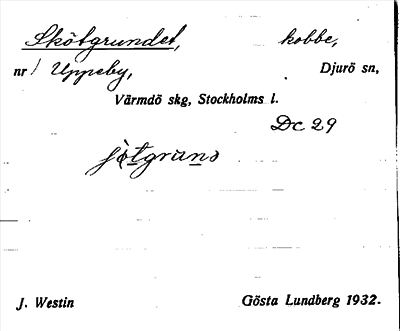 Skötgrundet, kobbe,
nr 1 Uppeby, Djurö sn,
Värmdö skg, Stockholms l.
Dc 29
J. Westin Gösta Lundberg 1932.